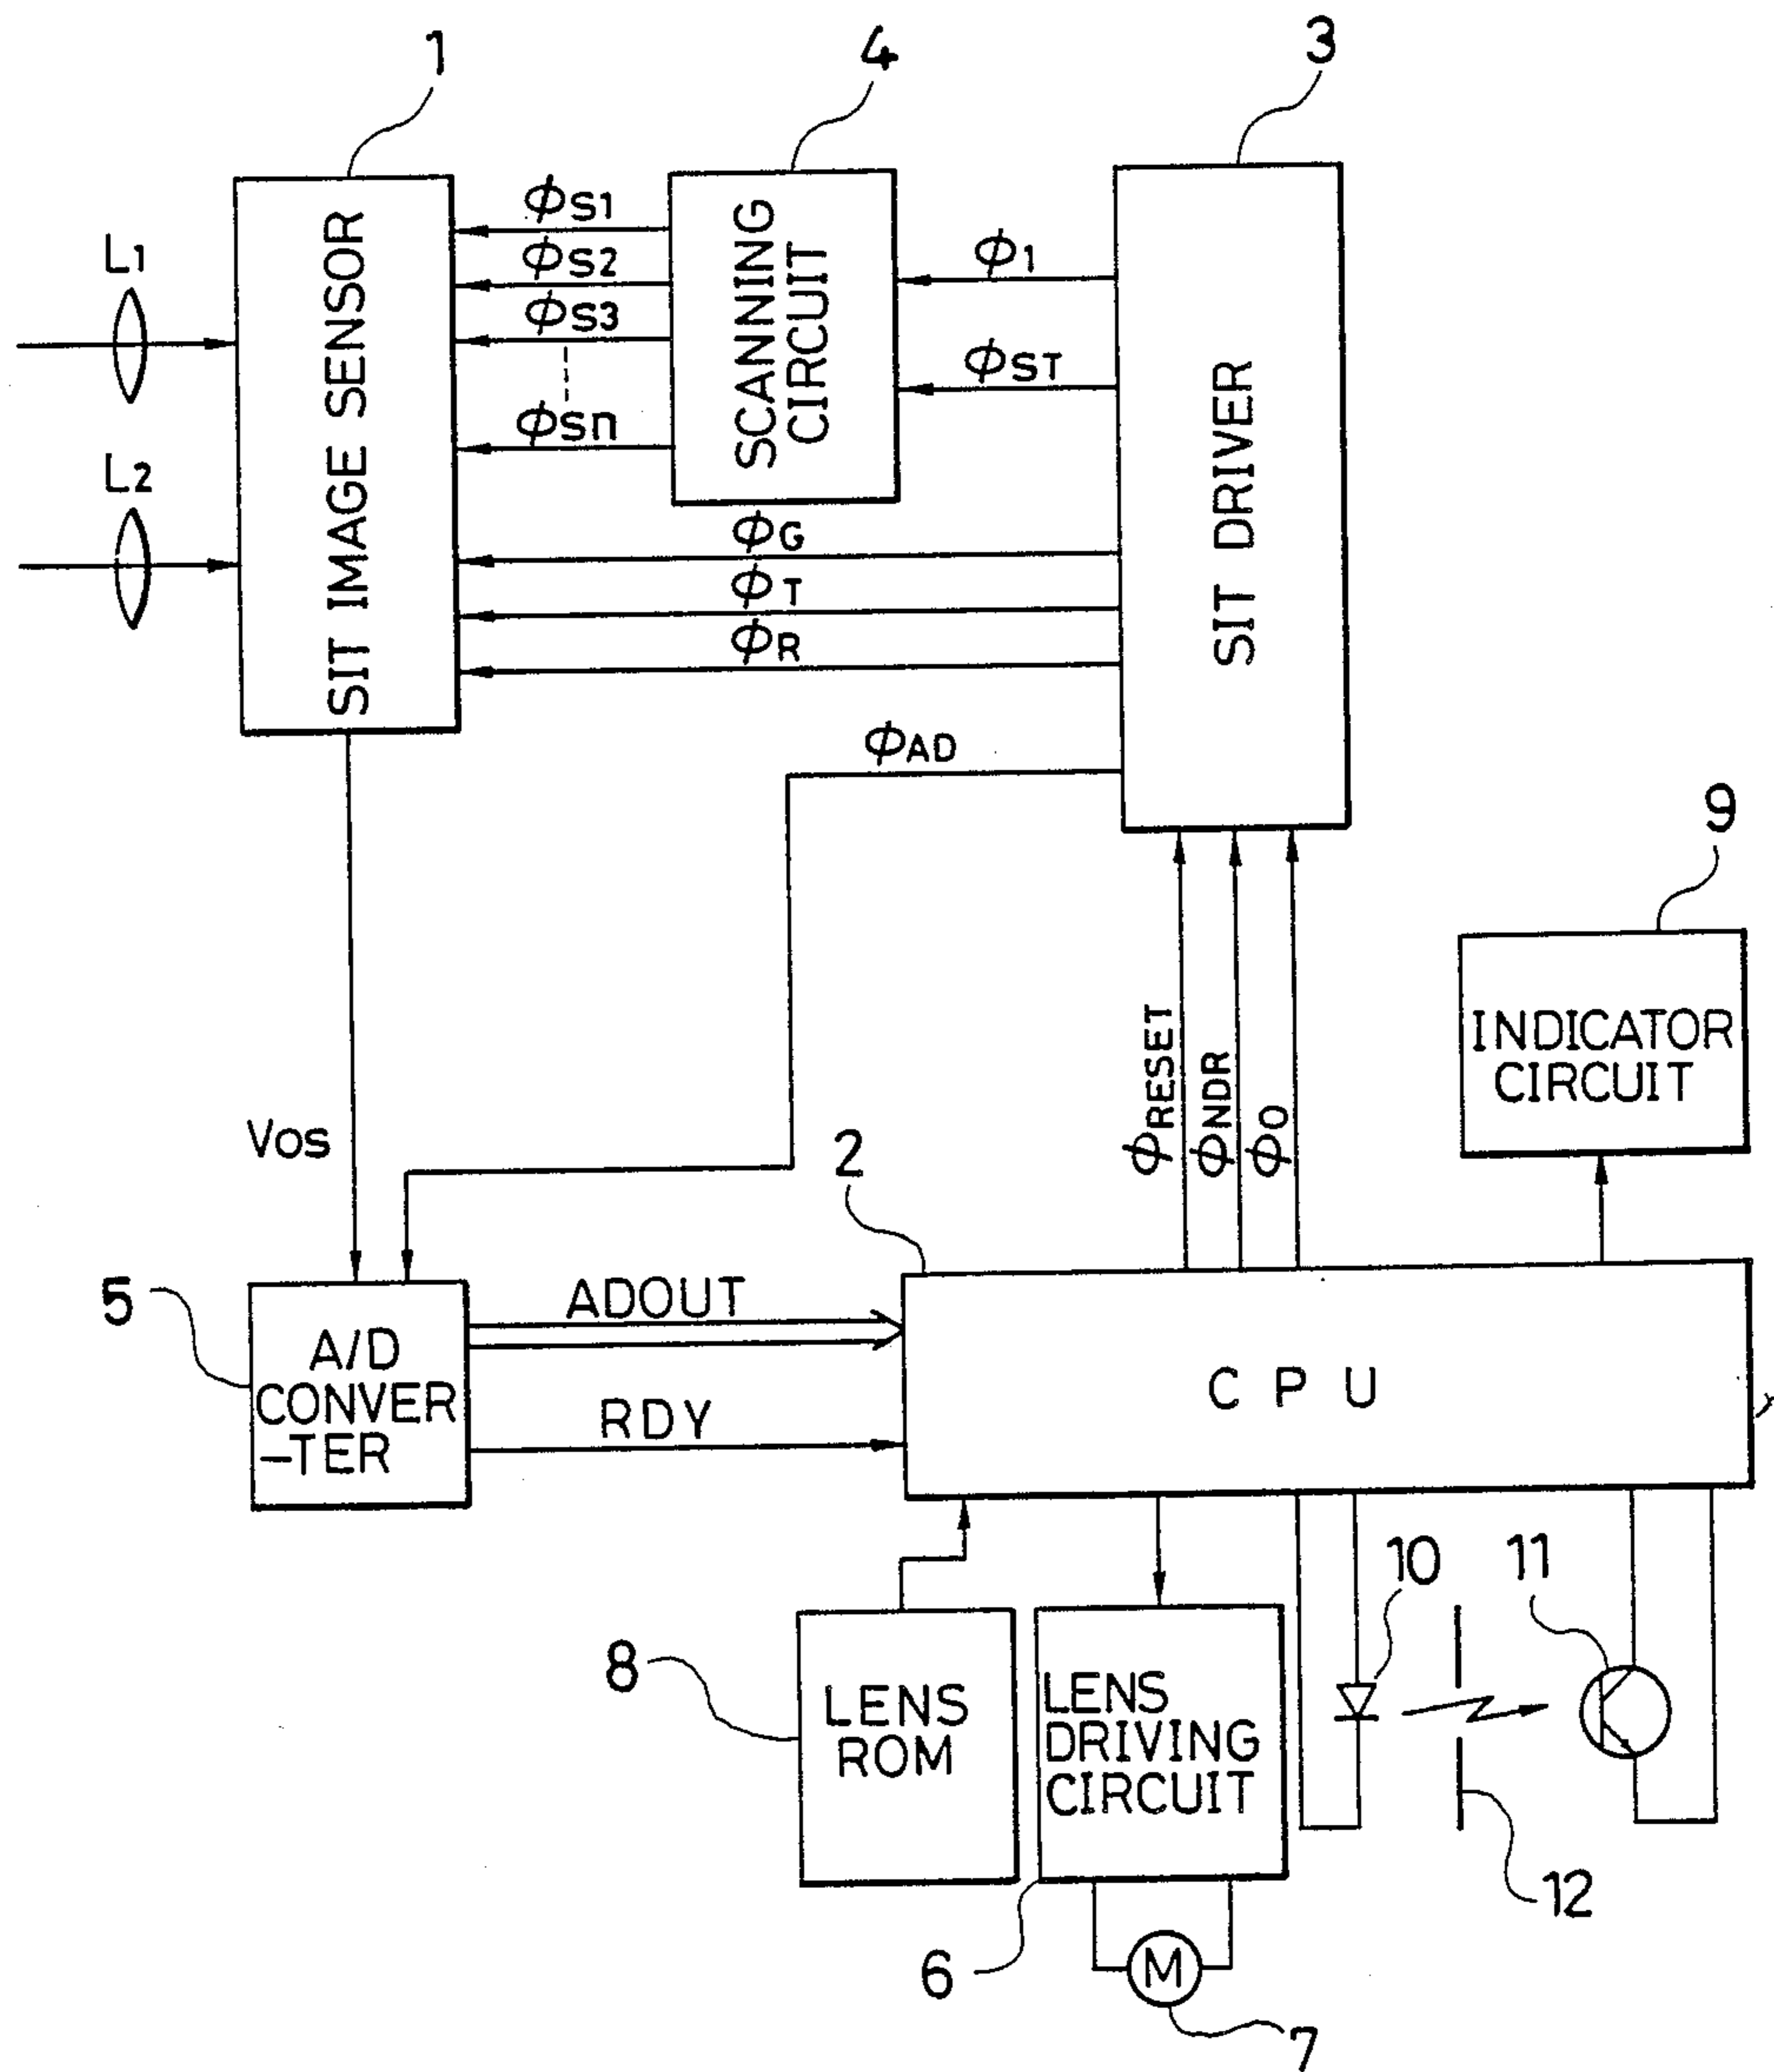 1
4
3
L1
L2
SIT IMAGE SENSOR
ϕS1
ϕS2
ϕS3
ϕSn
SCANNING
CIRCUIT
ϕ1
ϕST
SIT DRIVER
ϕG
ϕT
ϕR
ϕAD
9
INDICATOR
CIRCUIT
ϕRESET
ϕNDR
ϕ0
VOS
2
5
A/D
CONVER
-TER
ADOUT
RDY
CPU
10
11
8
LENS
ROM
LENS
DRIVING
CIRCUIT
12
6
M
7